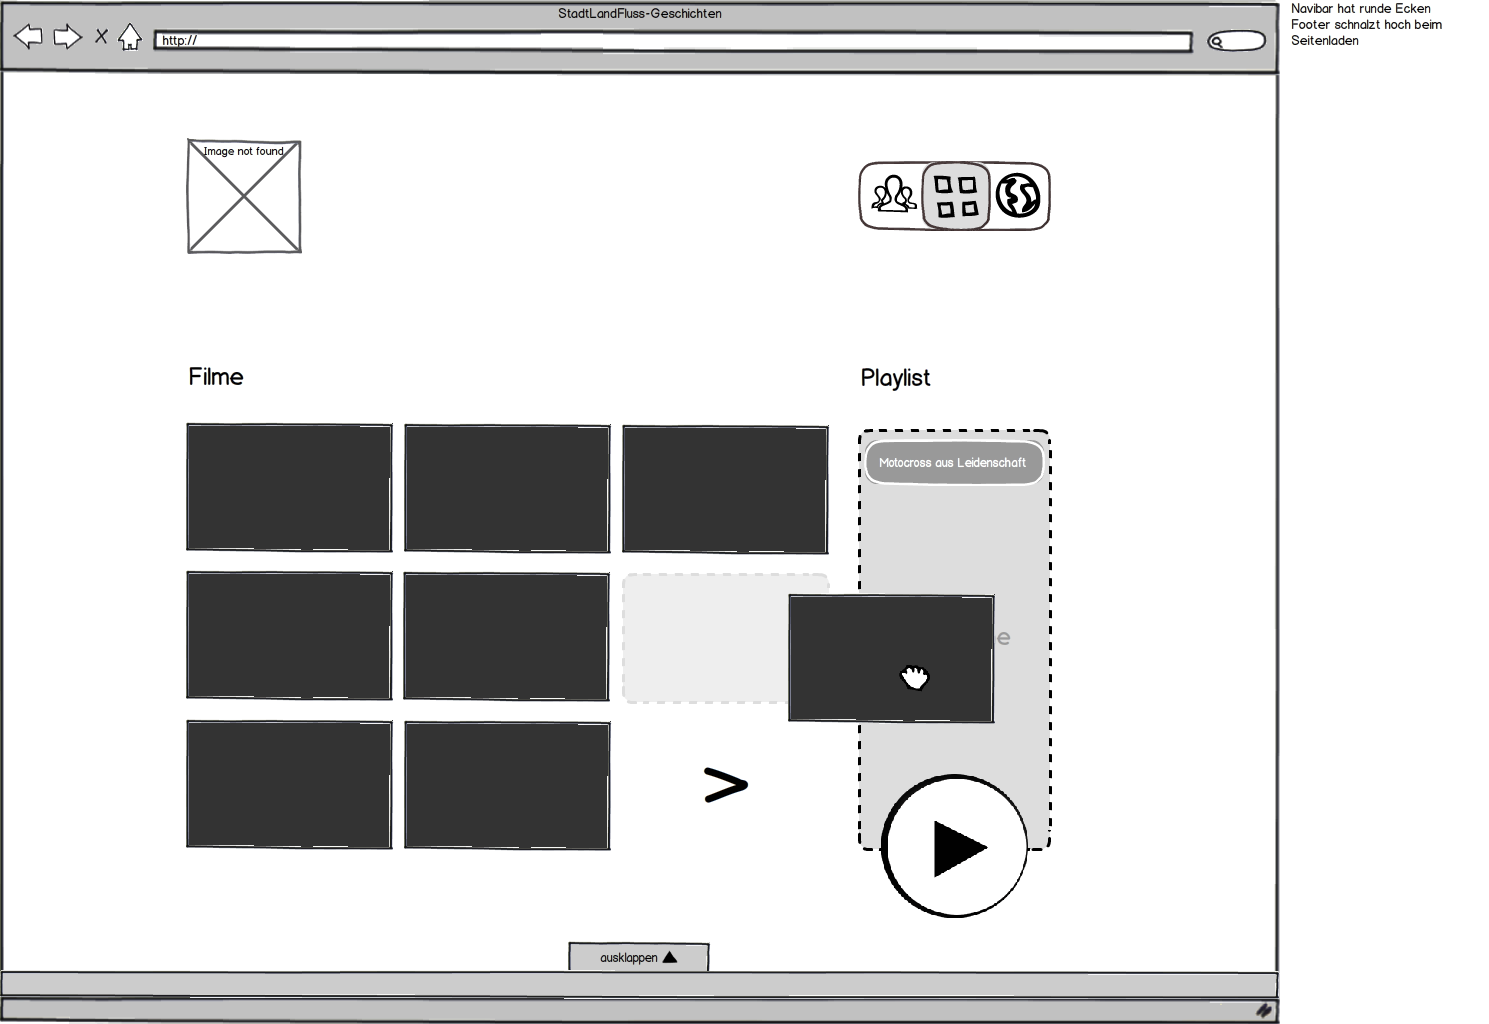 StadtLandFluss-Geschichten
http://
Navibar hat runde Ecken
Footer schnalzt hoch beim
Seitenladen
Image not found
Filme
Playlist
Motocross aus Leidenschaft
>
ausklappen